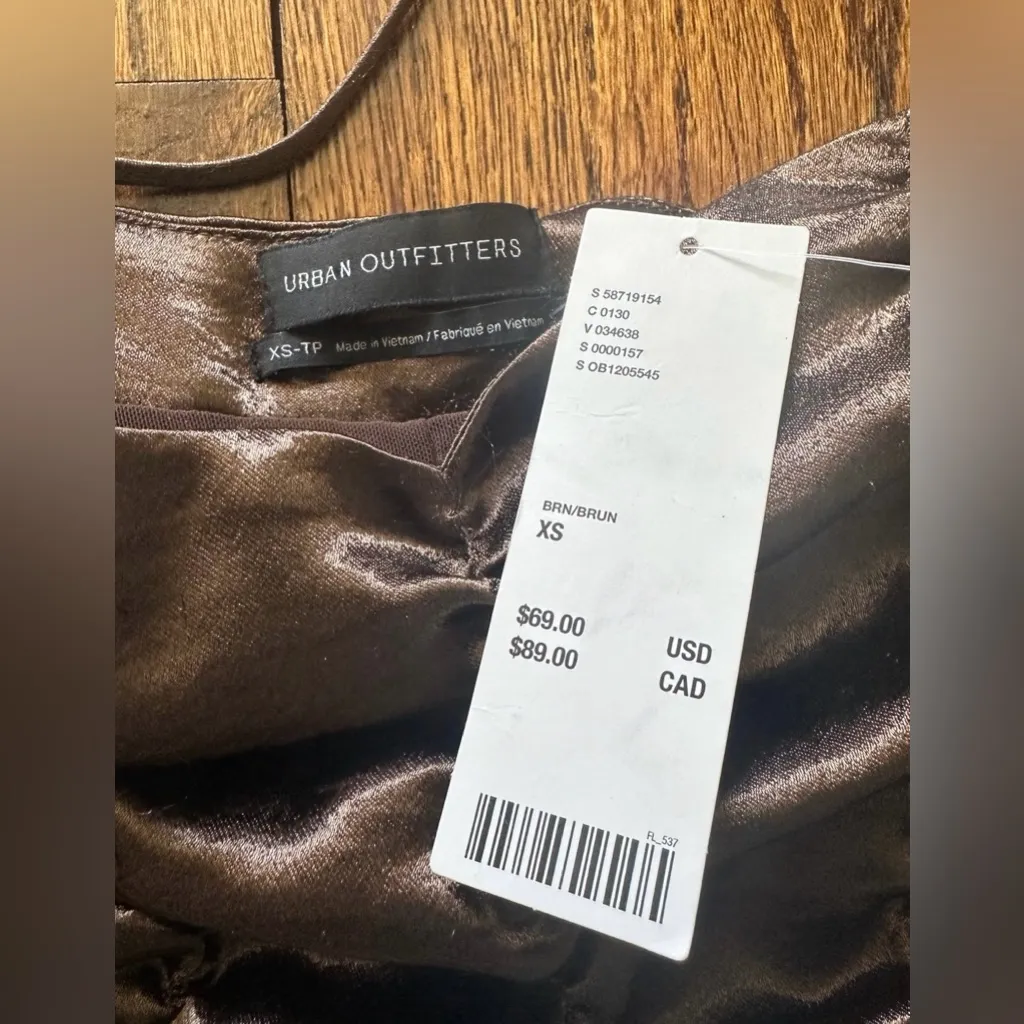 URBAN OUTFITTERS
XS-TP Made in Vietnam / Fabriqué en Vietnam
S 58719154
C 0130
V 034638
S 0000157
S OB1205545
BRN/BRUN
XS
$69.00 USD
$89.00 CAD
FL_537